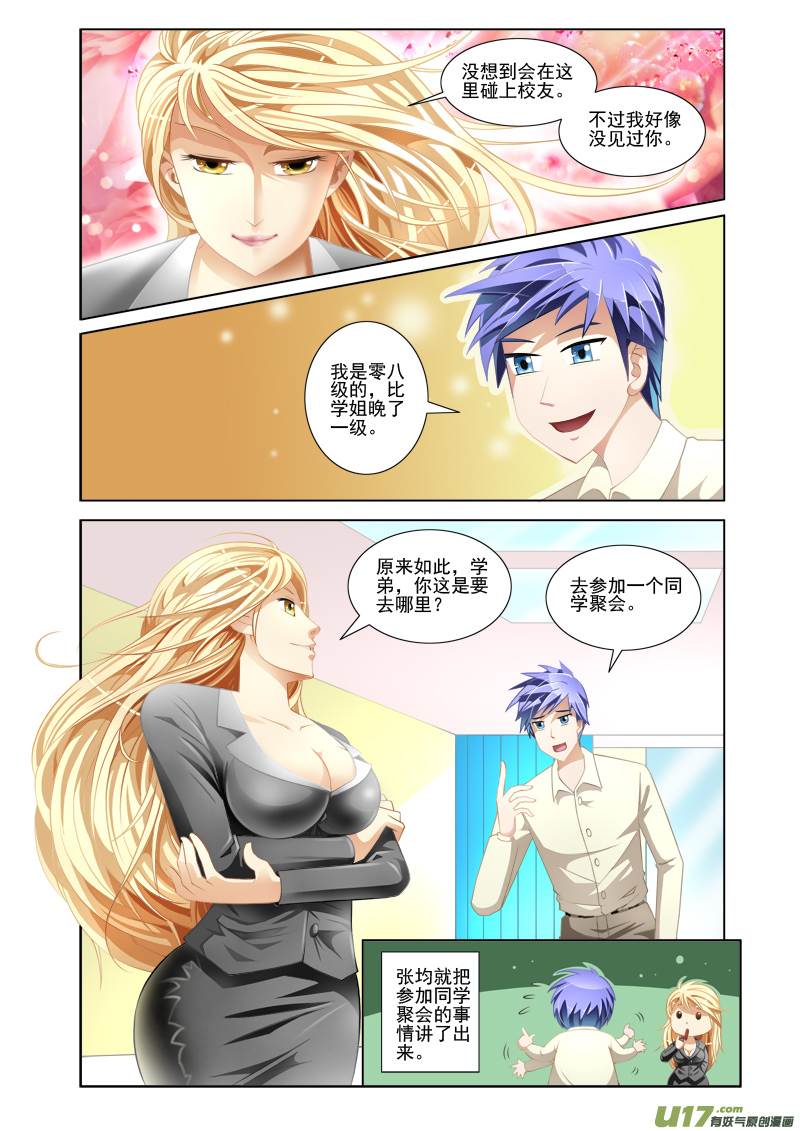 没想到会在这
里碰上校友。
不过我好像
没见过你。
我是零八
级的，比
学姐晚了
一级。
原来如此，学
弟，你这是要
去哪里？
去参加一个同
学聚会。
张均就把
参加同学
聚会的事
情讲了出
来。
U17.com
有妖气原创漫画